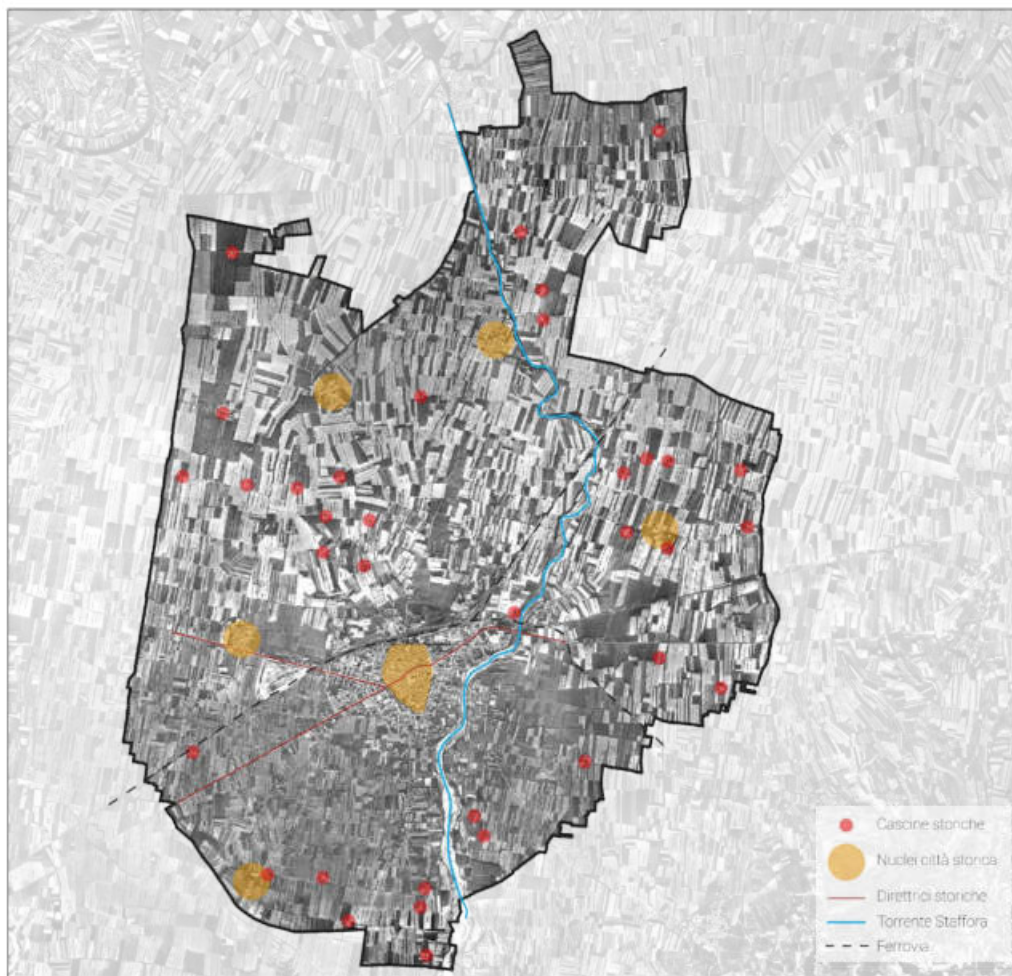 Cascine storiche
Nuclei città storica
Direttrici storiche
Torrente Staffora
Ferrovia